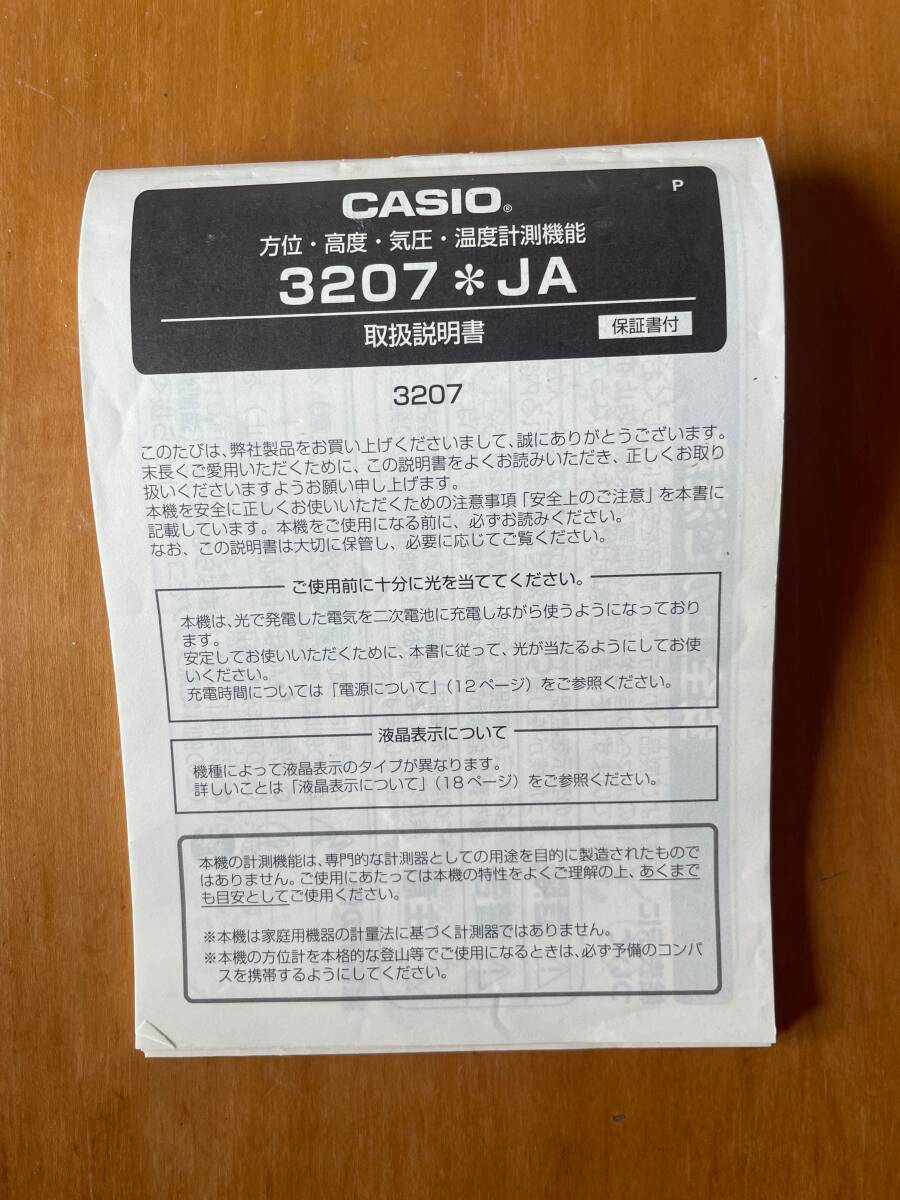 P
CASIO®
方位・高度・気圧・温度計測機能
3207＊JA
取扱説明書
保証書付
3207
このたびは、弊社製品をお買い上げくださいまして、誠にありがとうございます。
末長くご愛用いただくために、この説明書をよくお読みいただき、正しくお取り
扱いくださいますようお願い申し上げます。
本機を安全に正しくお使いいただくための注意事項「安全上のご注意」を本書に
記載しています。本機をご使用になる前に、必ずお読みください。
なお、この説明書は大切に保管し、必要に応じてご覧ください。
ご使用前に十分に光を当ててください。
本機は、光で発電した電気を二次電池に充電しながら使うようになっており
ます。
安定してお使いいただくために、本書に従って、光が当たるようにしてお使
いください。
充電時間については「電源について」（12ページ）をご参照ください。
液晶表示について
機種によって液晶表示のタイプが異なります。
詳しいことは「液晶表示について」（18ページ）をご参照ください。
本機の計測機能は、専門的な計測器としての用途を目的に製造されたもので
はありません。ご使用にあたっては本機の特性をよくご理解の上、あくまで
も目安としてご使用ください。
※本機は家庭用機器の計量法に基づく計測器ではありません。
※本機の方位計を本格的な登山等でご使用になるときは、必ず予備のコンパ
スを携帯するようにしてください。